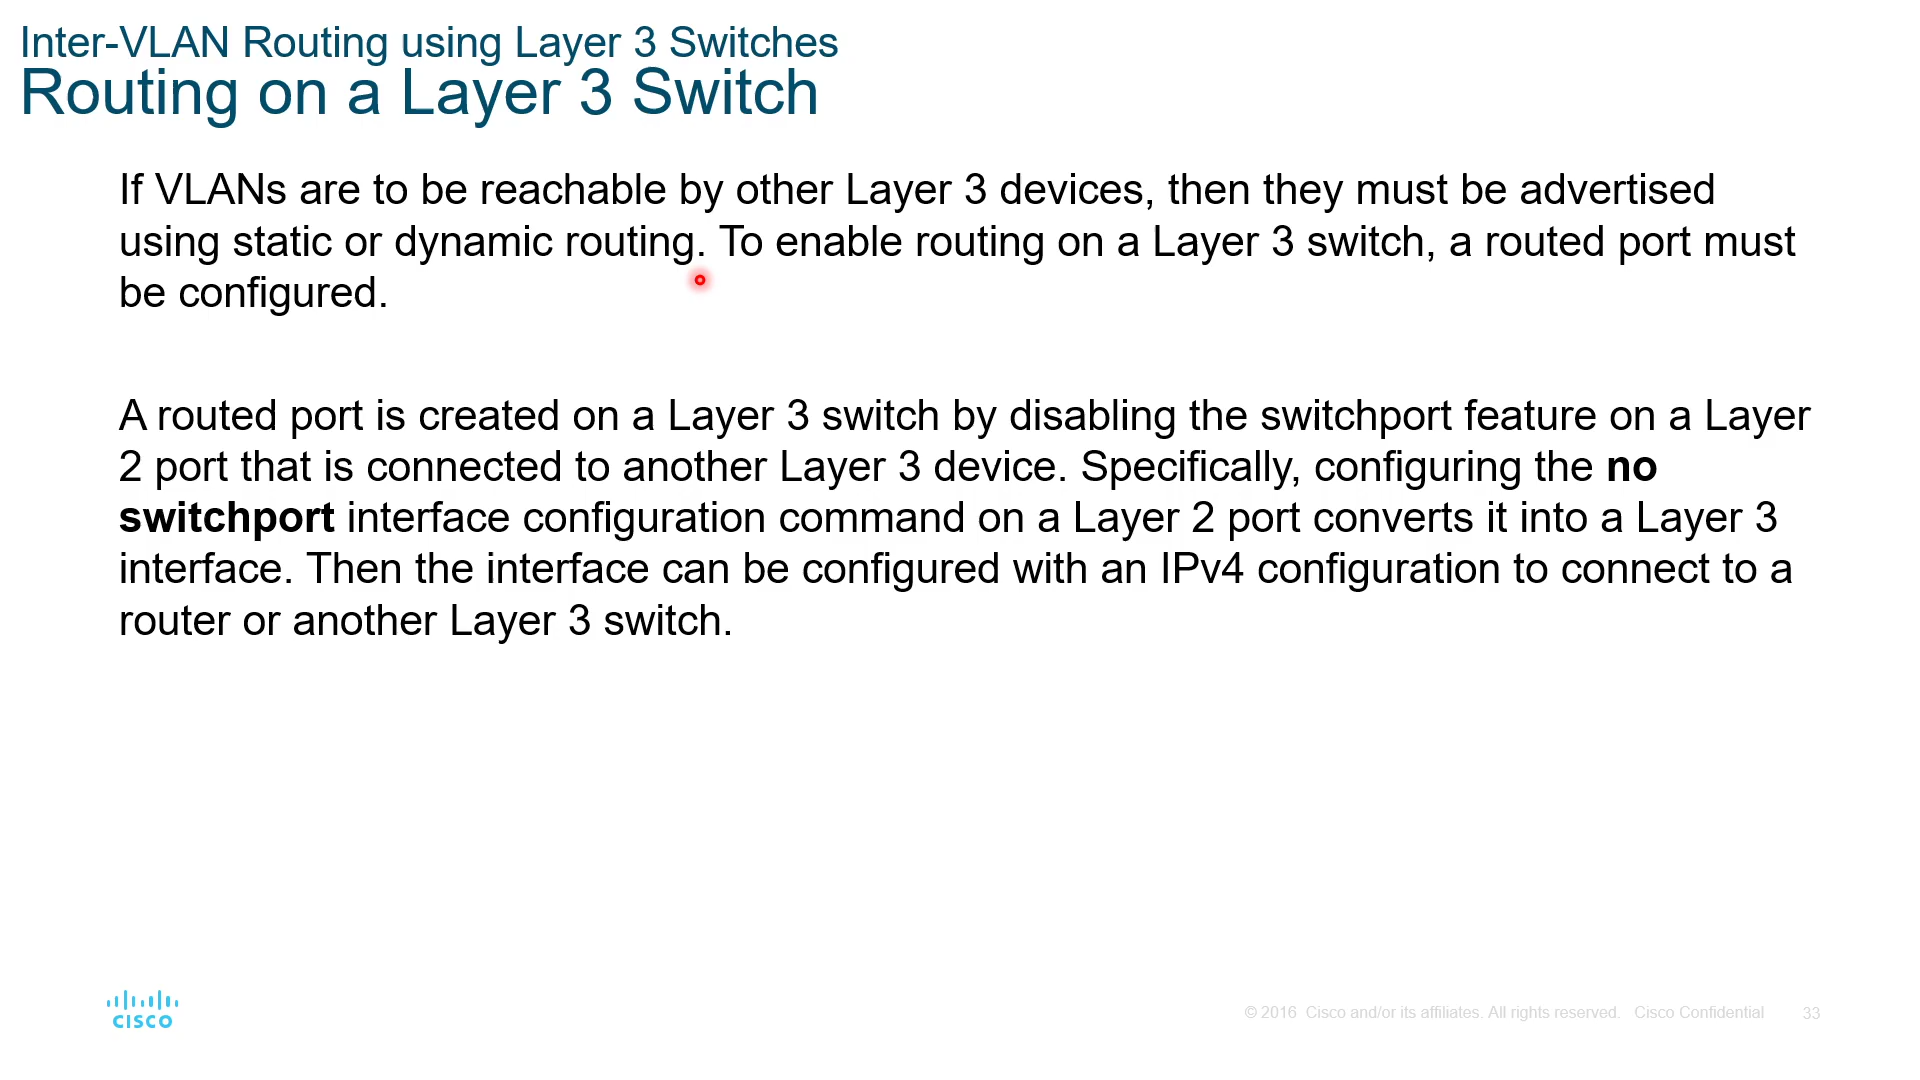 Inter-VLAN Routing using Layer 3 Switches
Routing on a Layer 3 Switch
If VLANs are to be reachable by other Layer 3 devices, then they must be advertised
using static or dynamic routing. To enable routing on a Layer 3 switch, a routed port must
be configured.
A routed port is created on a Layer 3 switch by disabling the switchport feature on a Layer
2 port that is connected to another Layer 3 device. Specifically, configuring the no
switchport interface configuration command on a Layer 2 port converts it into a Layer 3
interface. Then the interface can be configured with an IPv4 configuration to connect to a
router or another Layer 3 switch.
CISCO
© 2016 Cisco and/or its affiliates. All rights reserved. Cisco Confidential 33